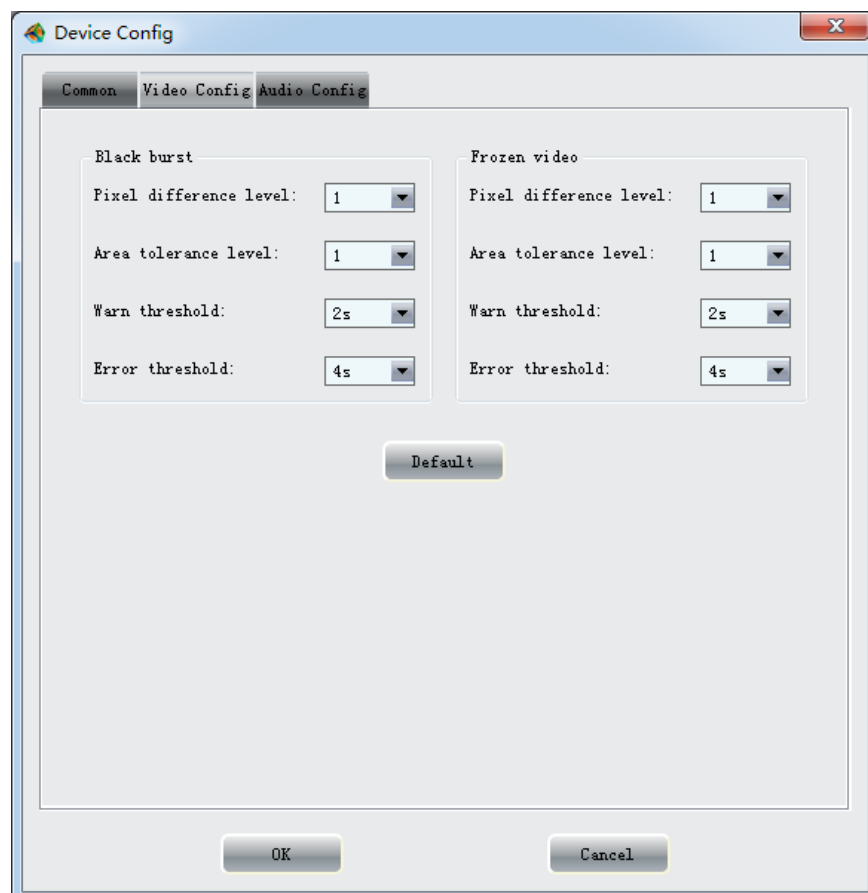 Device Config
Common Video Config Audio Config
Black burst
Pixel difference level: 1
Area tolerance level: 1
Warn threshold: 2s
Error threshold: 4s
Frozen video
Pixel difference level: 1
Area tolerance level: 1
Warn threshold: 2s
Error threshold: 4s
Default
OK Cancel